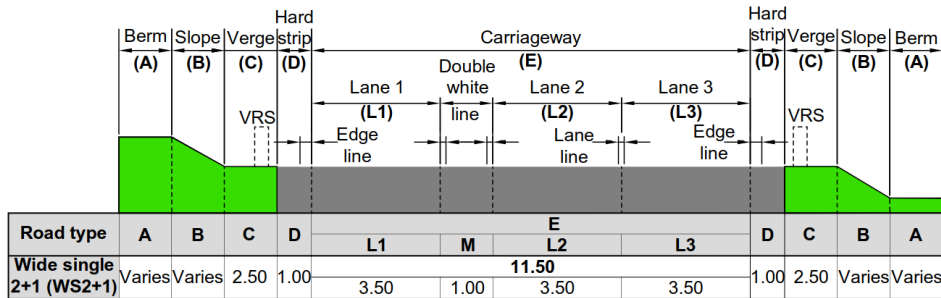 Berm Slope Verge Hard strip Carriageway Hard strip Verge Slope Berm
(A) (B) (C) (D) (E) (D) (C) (B) (A)
Lane 1 Double white line Lane 2 Lane 3
(L1) (L2) (L3)
VRS Edge line Lane line Edge line VRS
Road type A B C D E D C B A
L1 M L2 L3
Wide single 2+1 (WS2+1) Varies Varies 2.50 1.00 11.50 1.00 2.50 Varies Varies
3.50 1.00 3.50 3.50